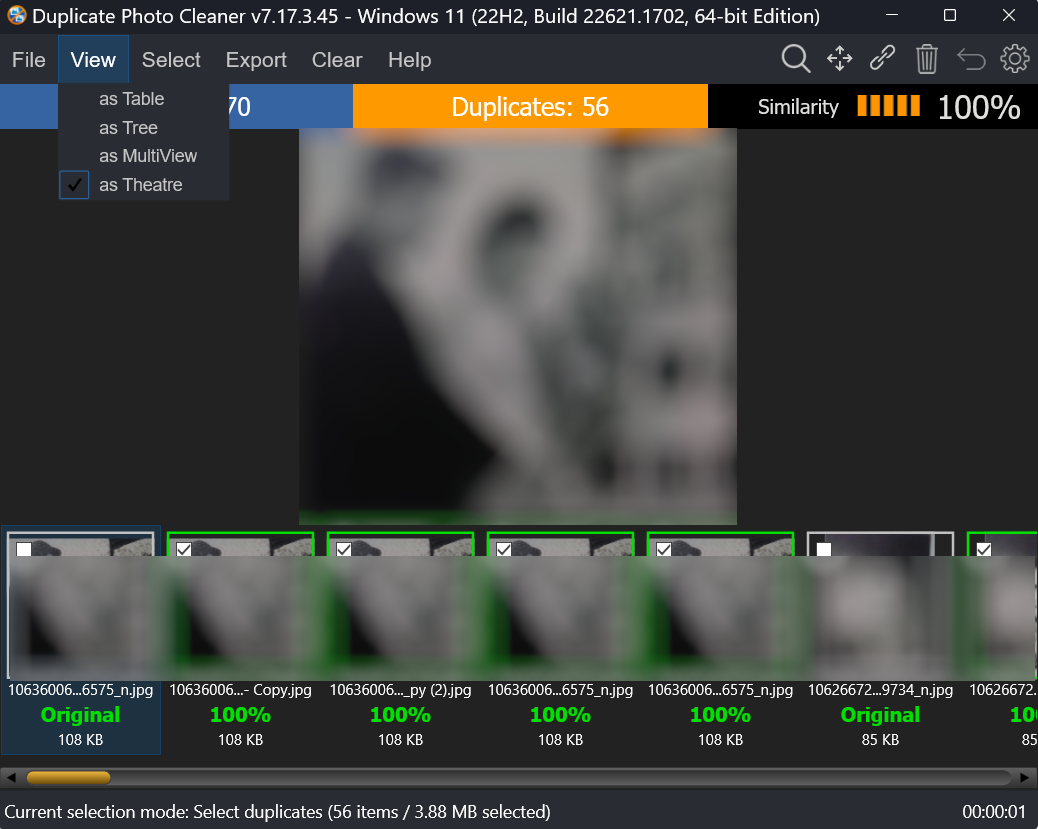 Duplicate Photo Cleaner v7.17.3.45 - Windows 11 (22H2, Build 22621.1702, 64-bit Edition)
File View Select Export Clear Help
as Table
as Tree
as MultiView
as Theatre
70 Duplicates: 56 Similarity 100%
10636006...6575_n.jpg 10636006...- Copy.jpg 10636006..._py (2).jpg 10636006...6575_n.jpg 10636006...6575_n.jpg 10626672...9734_n.jpg 10626672.
Original 100% 100% 100% 100% Original 10
108 KB 108 KB 108 KB 108 KB 108 KB 85 KB 85
Current selection mode: Select duplicates (56 items / 3.88 MB selected) 00:00:01